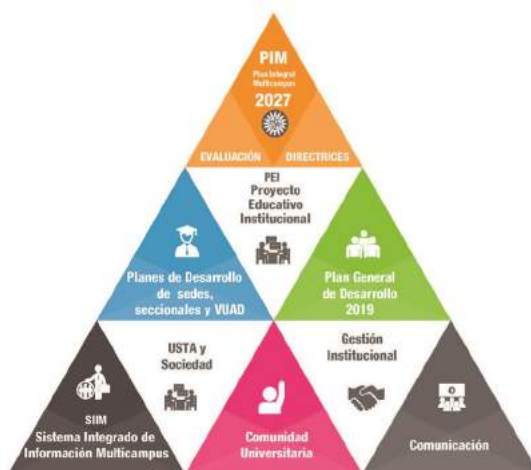 PIM
Plan Integral
Multicampus
2027
EVALUACIÓN DIRECTRICES
PEI
Proyecto
Educativo
Institucional
Planes de Desarrollo
de sedes,
seccionales y VUAD
Plan General
de Desarrollo
2019
USTA y
Sociedad
Gestión
Institucional
SIIM
Sistema Integrado de
Información Multicampus
Comunidad
Universitaria
Comunicación